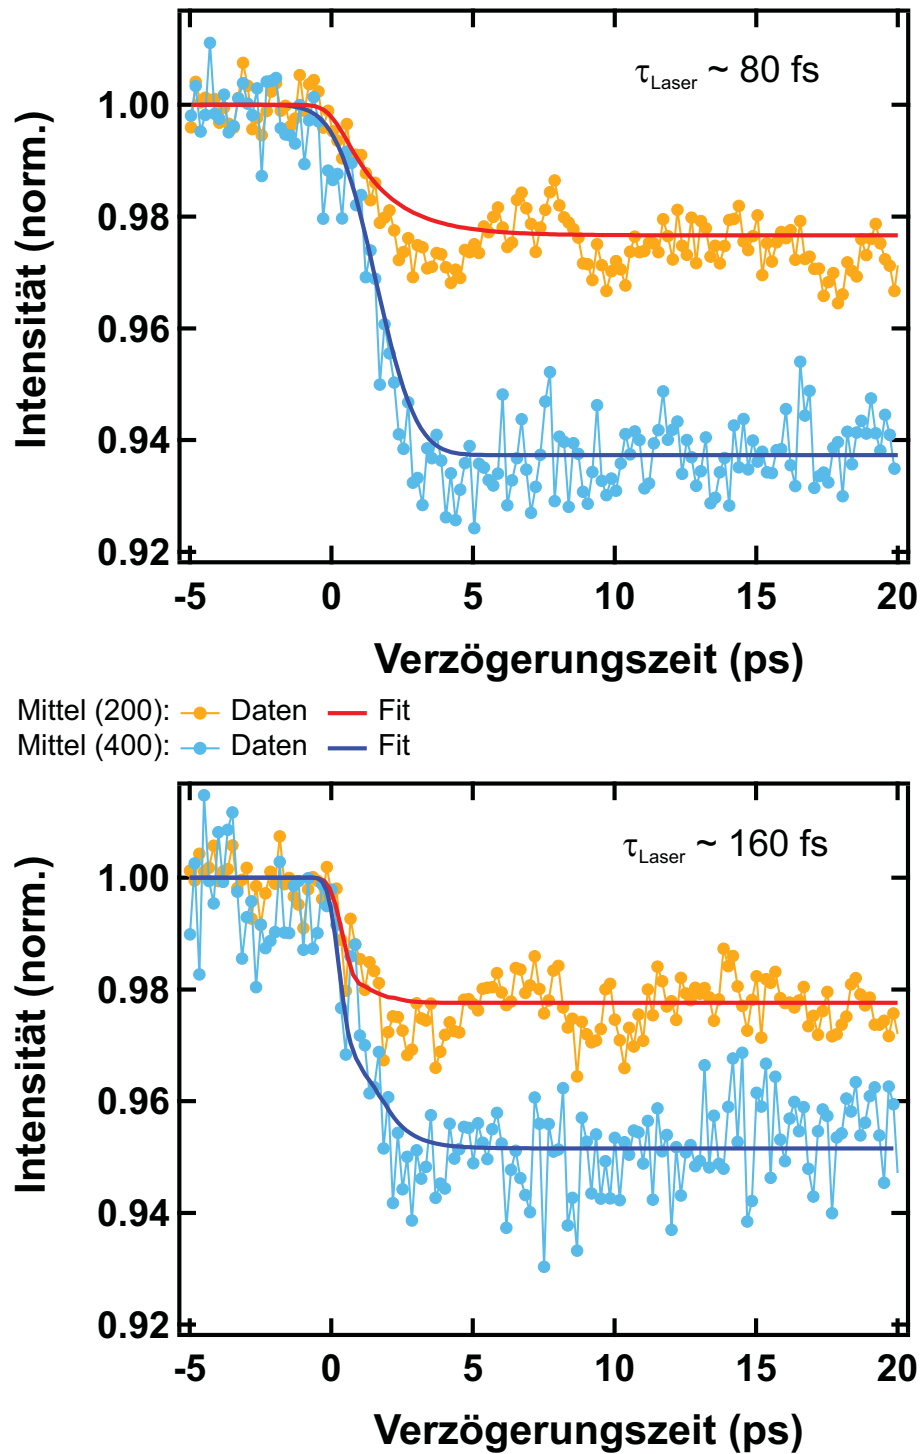 τLaser ~ 80 fs
Intensität (norm.)
1.00
0.98
0.96
0.94
0.92
-5 0 5 10 15 20
Verzögerungszeit (ps)
Mittel (200): Daten Fit
Mittel (400): Daten Fit
τLaser ~ 160 fs
Intensität (norm.)
1.00
0.98
0.96
0.94
0.92
-5 0 5 10 15 20
Verzögerungszeit (ps)